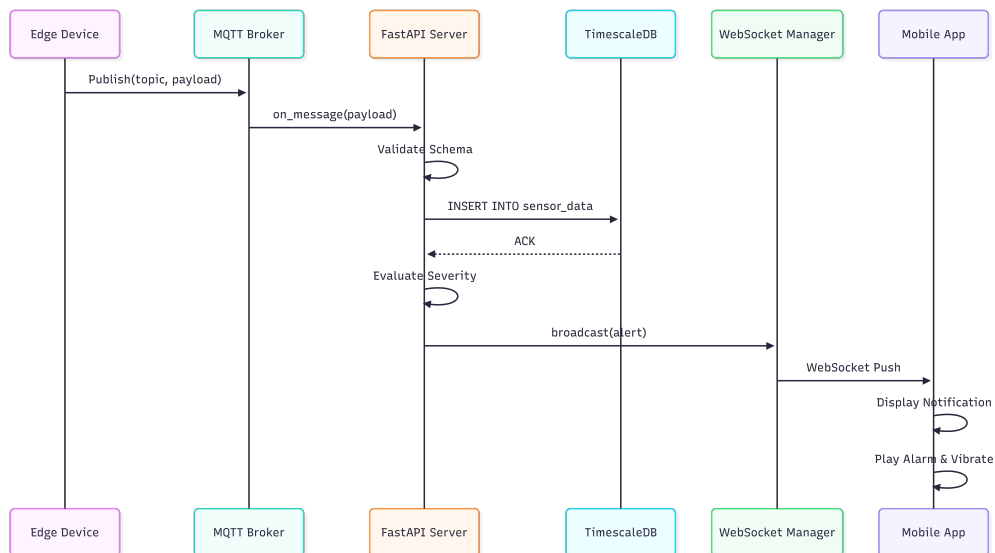 Edge Device
MQTT Broker
FastAPI Server
TimescaleDB
WebSocket Manager
Mobile App
Publish(topic, payload)
on_message(payload)
Validate Schema
INSERT INTO sensor_data
ACK
Evaluate Severity
broadcast(alert)
WebSocket Push
Display Notification
Play Alarm & Vibrate
Edge Device
MQTT Broker
FastAPI Server
TimescaleDB
WebSocket Manager
Mobile App